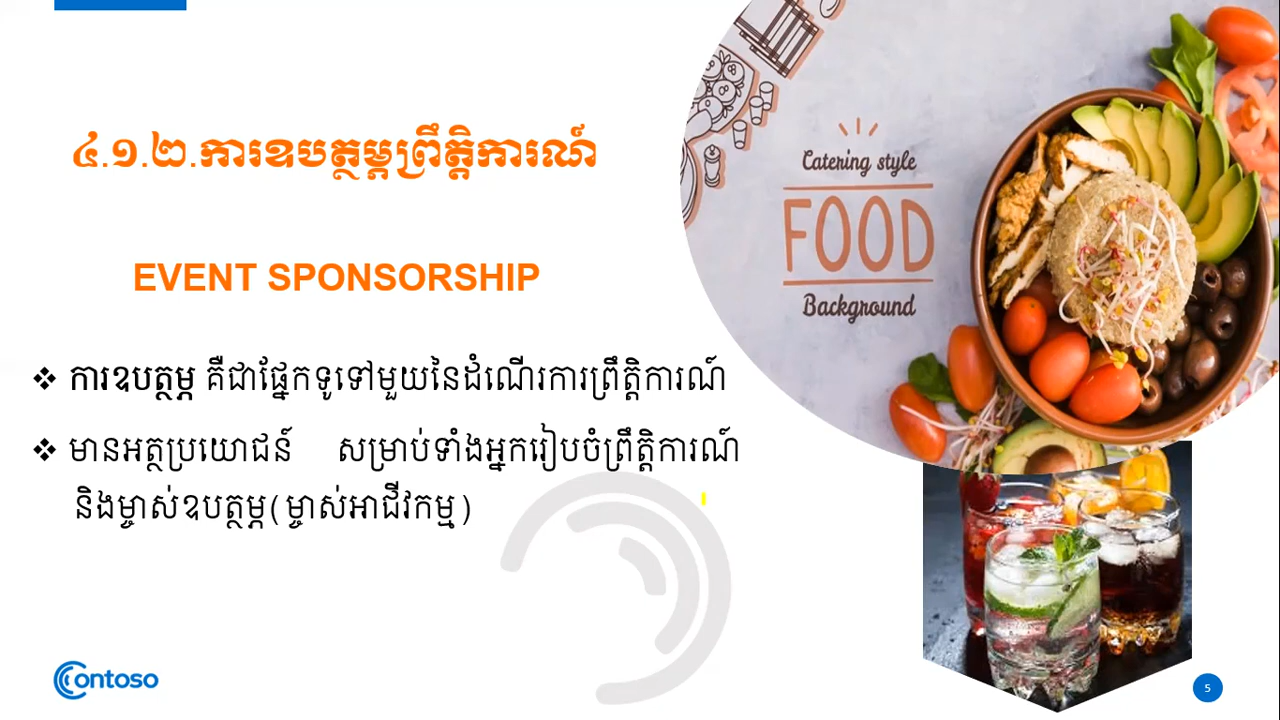 ៤.១.២.ការឧបត្ថម្ភព្រឹត្តិការណ៍
EVENT SPONSORSHIP
❖ ការឧបត្ថម្ភ គឺជាផ្នែកទូទៅមួយនៃដំណើរការព្រឹត្តិការណ៍
❖ មានអត្ថប្រយោជន៍ សម្រាប់ទាំងអ្នករៀបចំព្រឹត្តិការណ៍
និងម្ចាស់ឧបត្ថម្ភ(ម្ចាស់អាជីវកម្ម)
Catering style
FOOD
Background
Contoso
5